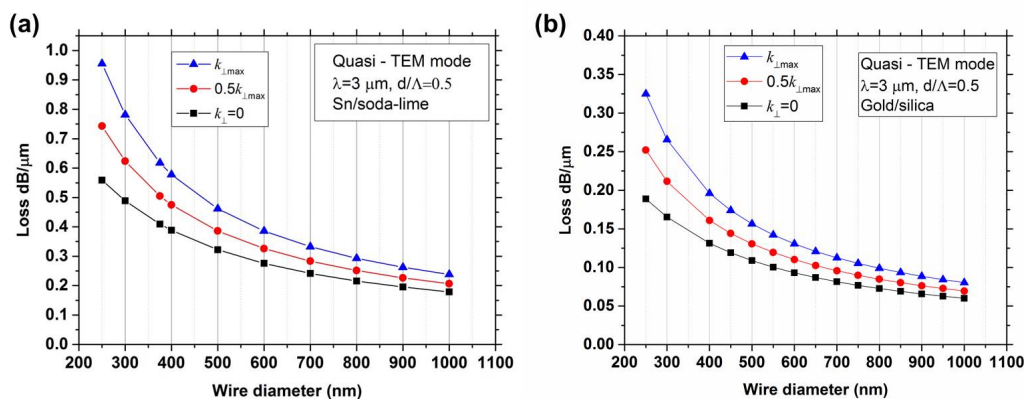 (a)
1.0
0.9
0.8
0.7
0.6
0.5
0.4
0.3
0.2
0.1
0.0
Loss dB/μm
k⊥max
0.5k⊥max
k⊥=0
Quasi - TEM mode
λ=3 μm, d/Λ=0.5
Sn/soda-lime
200 300 400 500 600 700 800 900 1000 1100
Wire diameter (nm)
(b)
0.40
0.35
0.30
0.25
0.20
0.15
0.10
0.05
0.00
Loss dB/μm
k⊥max
0.5k⊥max
k⊥=0
Quasi - TEM mode
λ=3 μm, d/Λ=0.5
Gold/silica
200 300 400 500 600 700 800 900 1000 1100
Wire diameter (nm)